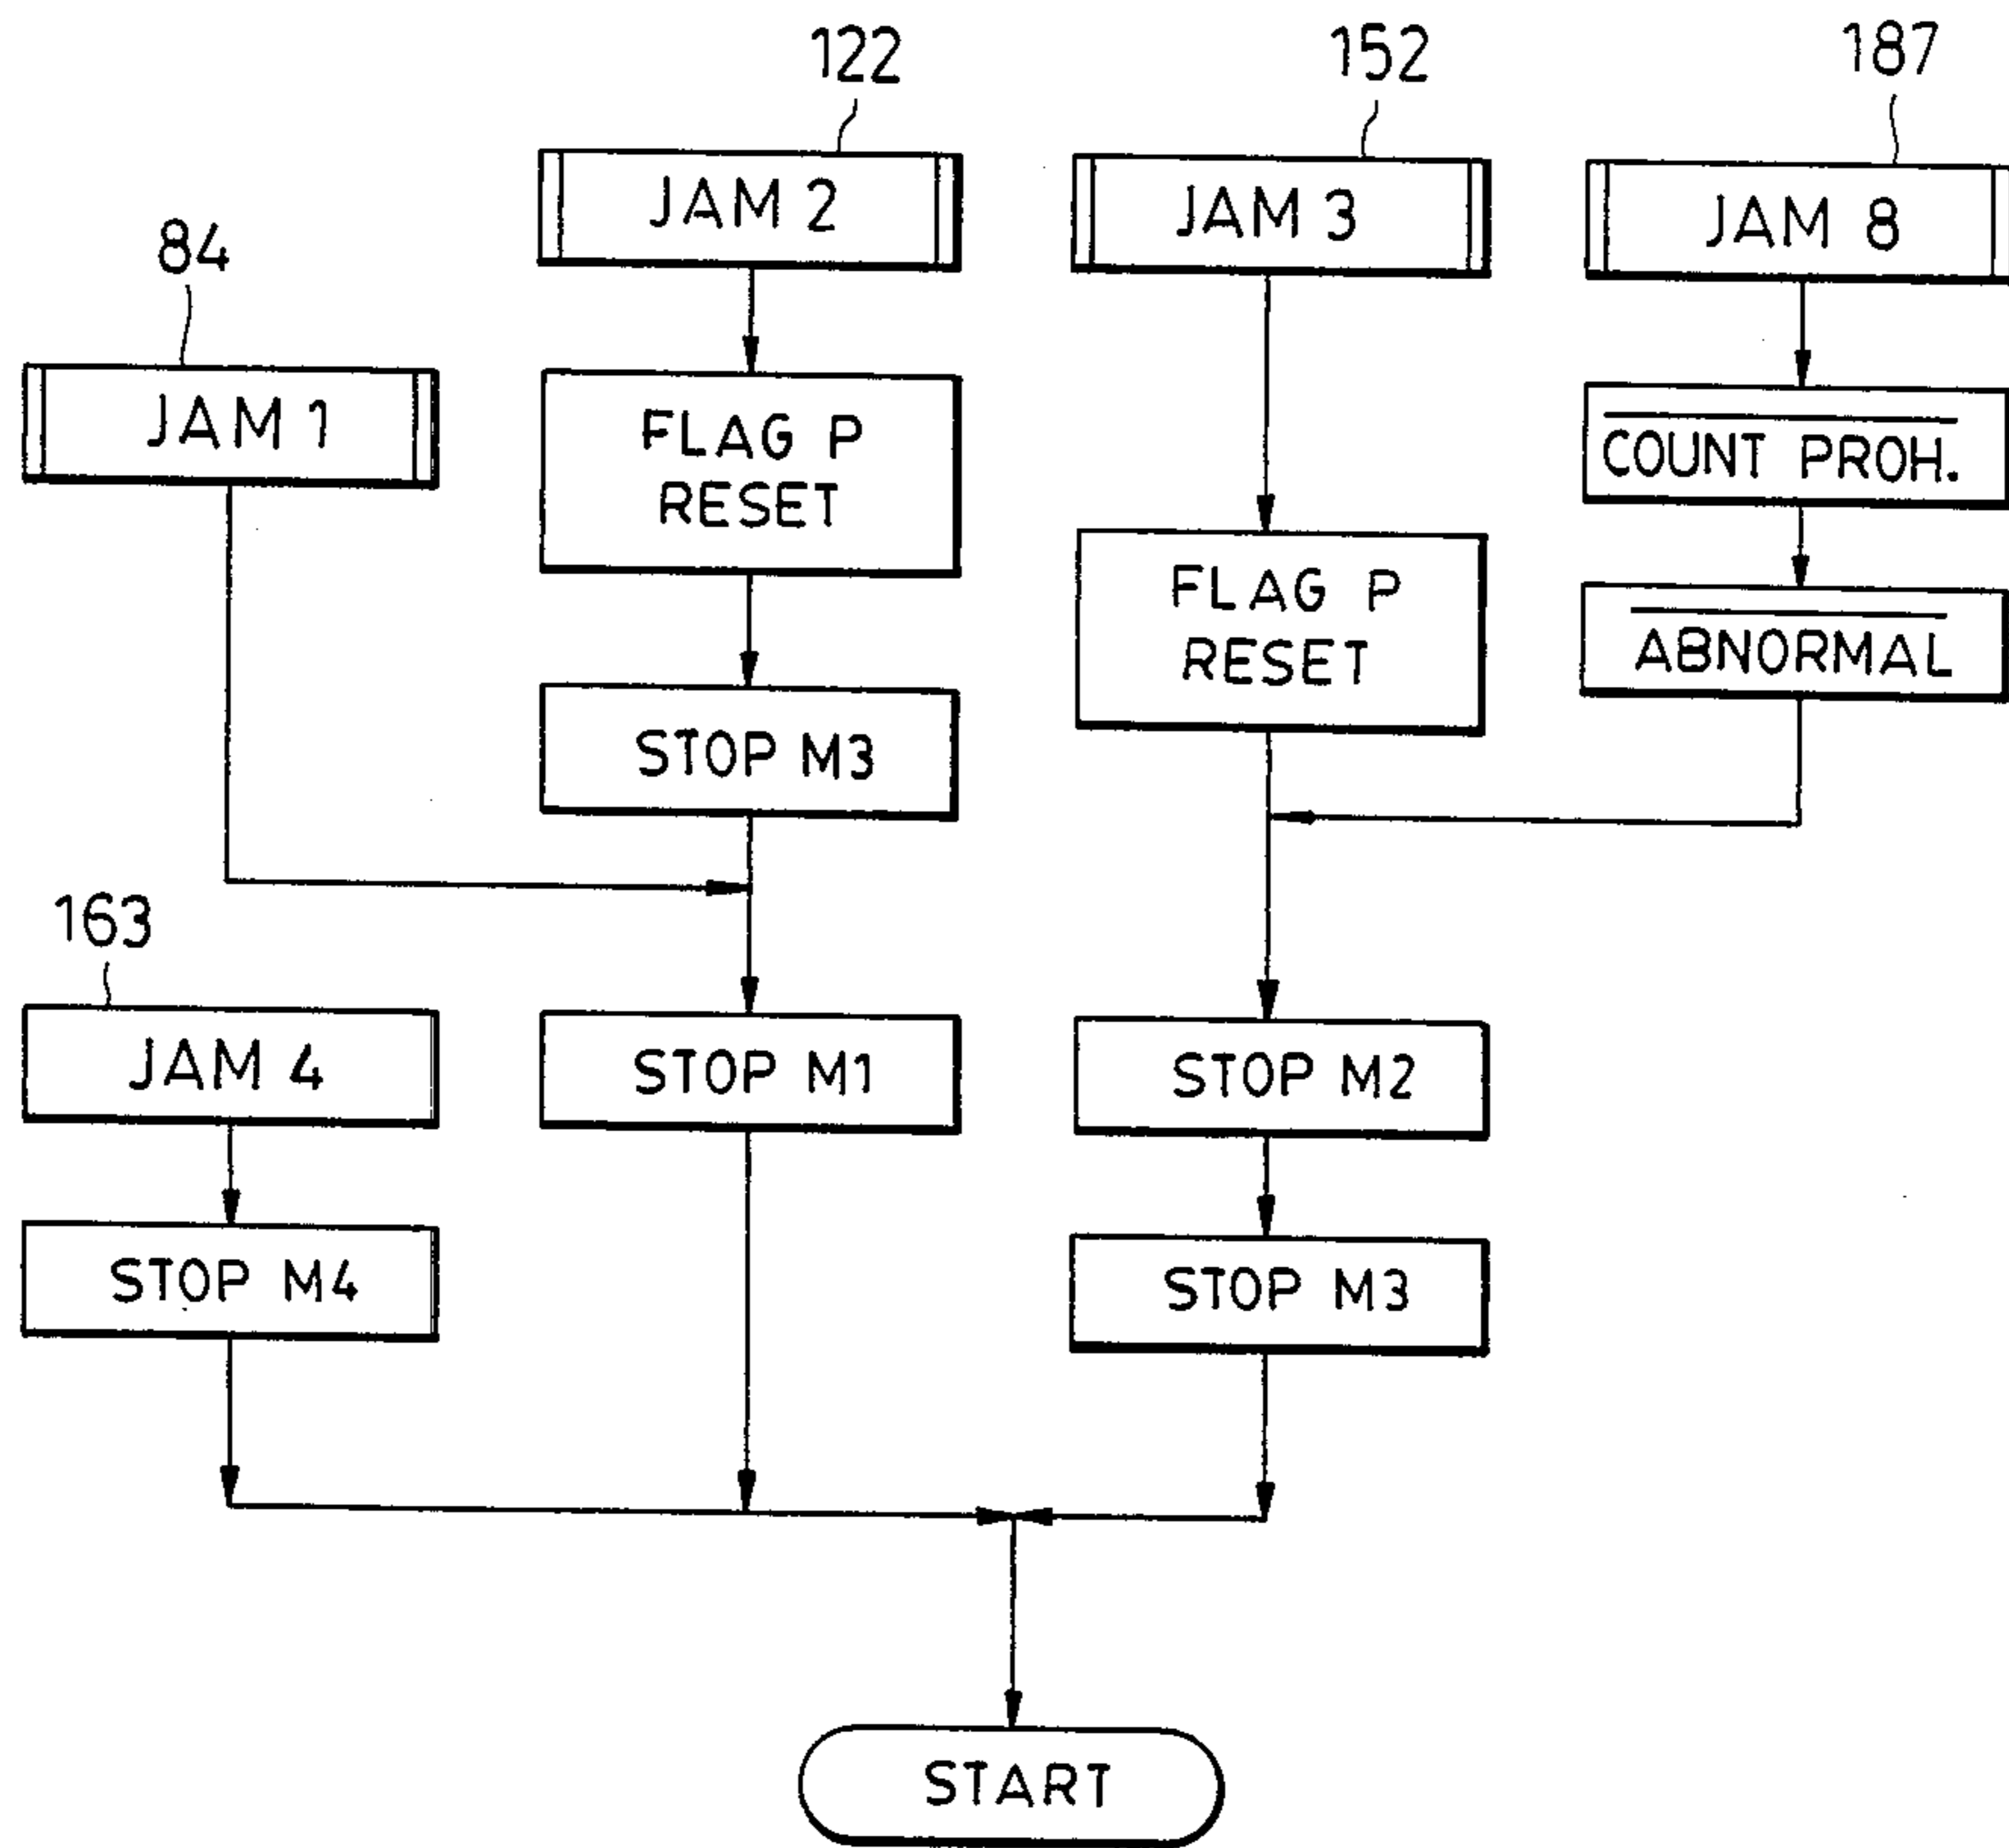 122
152
187
JAM 2
JAM 3
JAM 8
84
JAM 1
FLAG P
RESET
COUNT PROH.
FLAG P
RESET
ABNORMAL
STOP M3
163
JAM 4
STOP M1
STOP M2
STOP M4
STOP M3
START